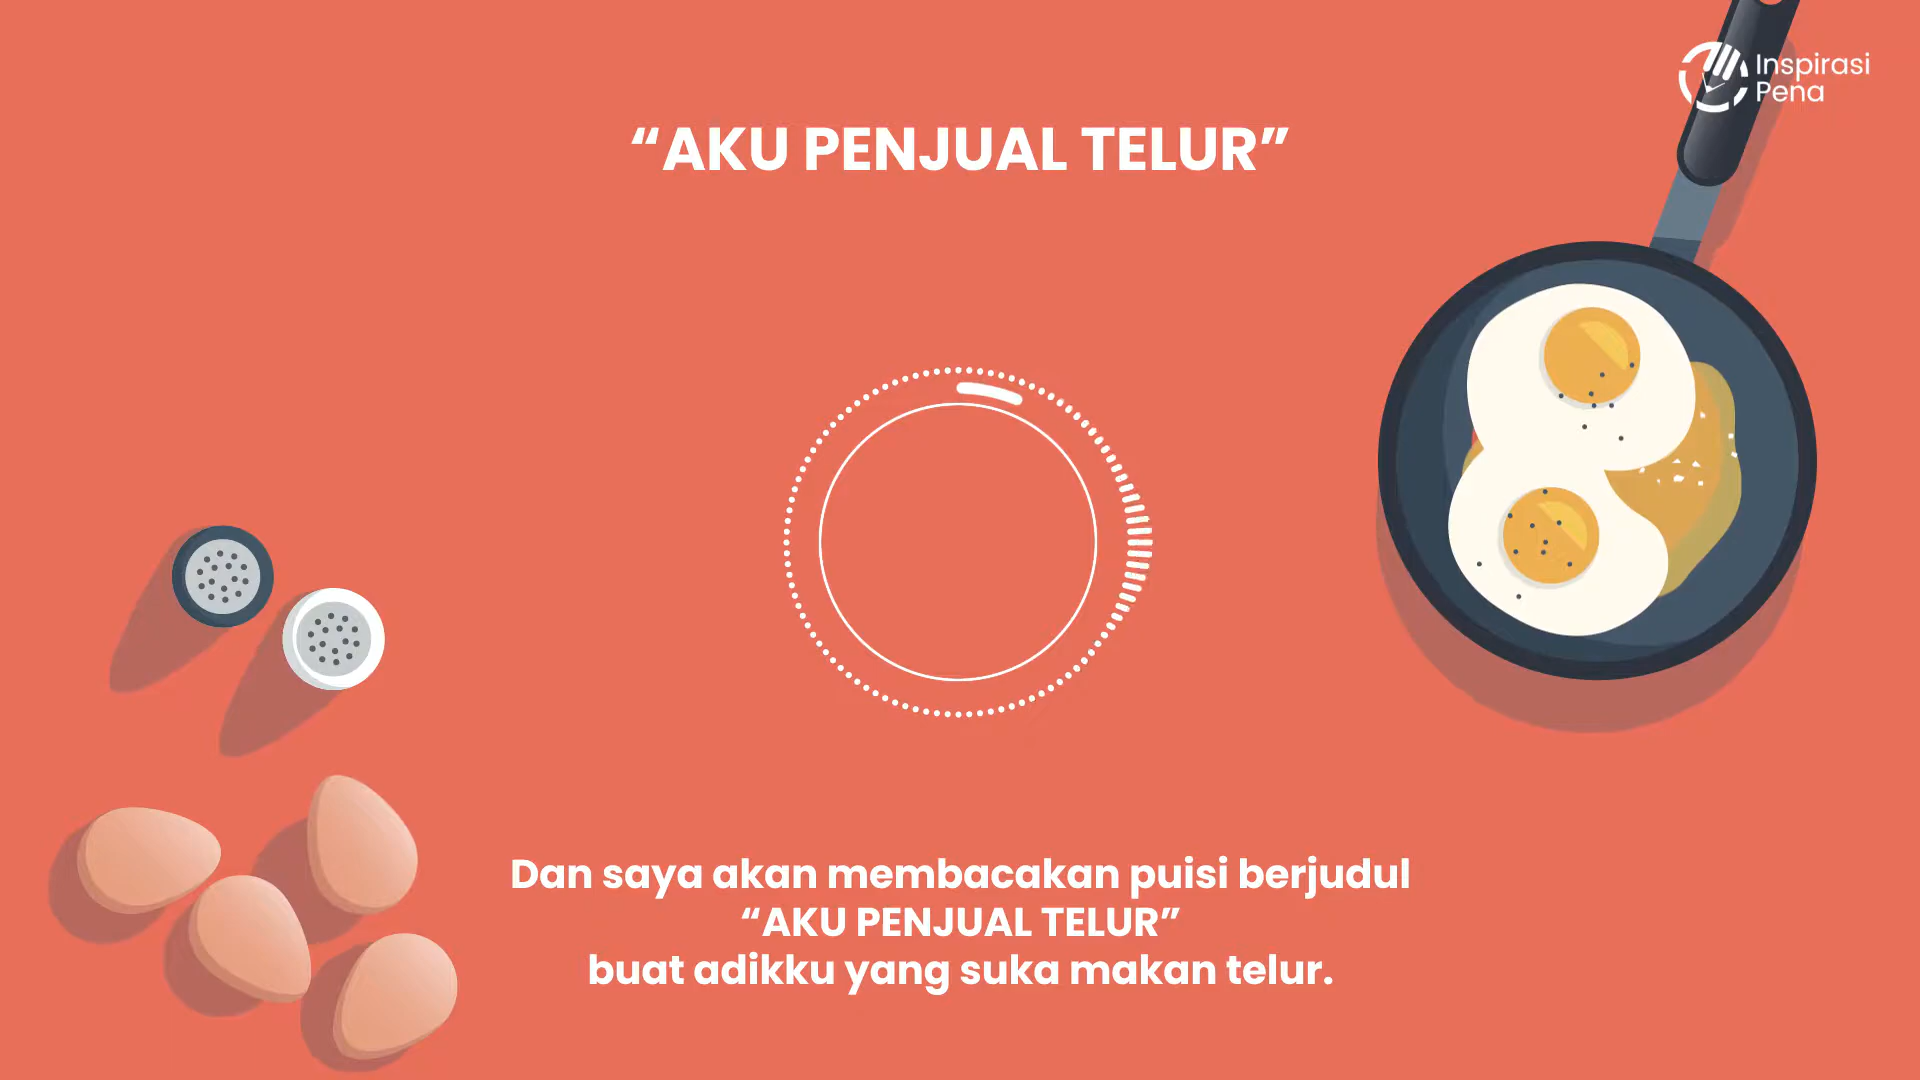 Inspirasi
Pena
“AKU PENJUAL TELUR”
Dan saya akan membacakan puisi berjudul
“AKU PENJUAL TELUR”
buat adikku yang suka makan telur.